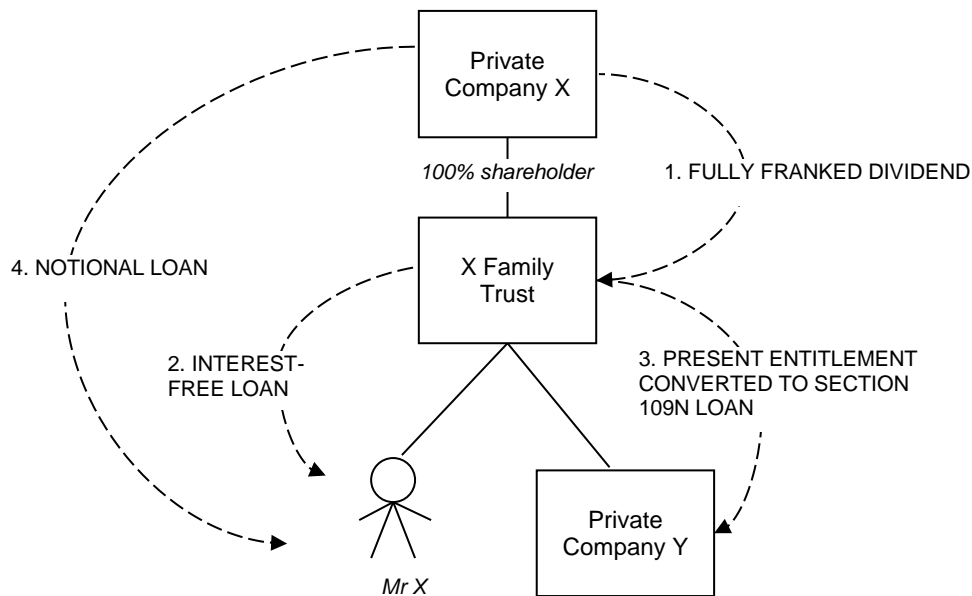 Private
Company X
100% shareholder
1. FULLY FRANKED DIVIDEND
X Family
Trust
4. NOTIONAL LOAN
2. INTEREST-
FREE LOAN
3. PRESENT ENTITLEMENT
CONVERTED TO SECTION
109N LOAN
Private
Company Y
Mr X